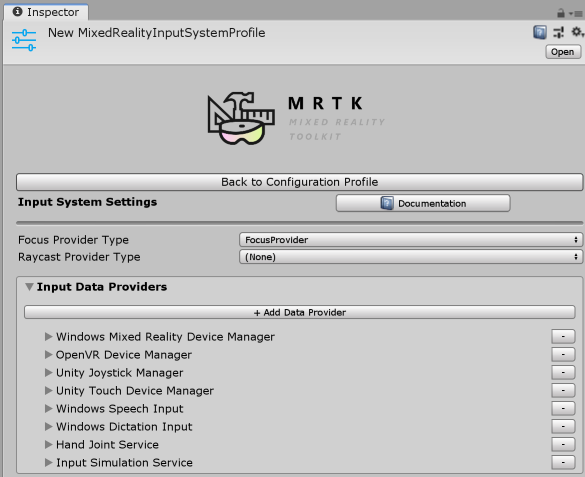 Inspector
New MixedRealityInputSystemProfile
Open
MRTK
MIXED REALITY
TOOLKIT
Back to Configuration Profile
Input System Settings Documentation
Focus Provider Type FocusProvider
Raycast Provider Type (None)
Input Data Providers
+ Add Data Provider
Windows Mixed Reality Device Manager -
OpenVR Device Manager -
Unity Joystick Manager -
Unity Touch Device Manager -
Windows Speech Input -
Windows Dictation Input -
Hand Joint Service -
Input Simulation Service -